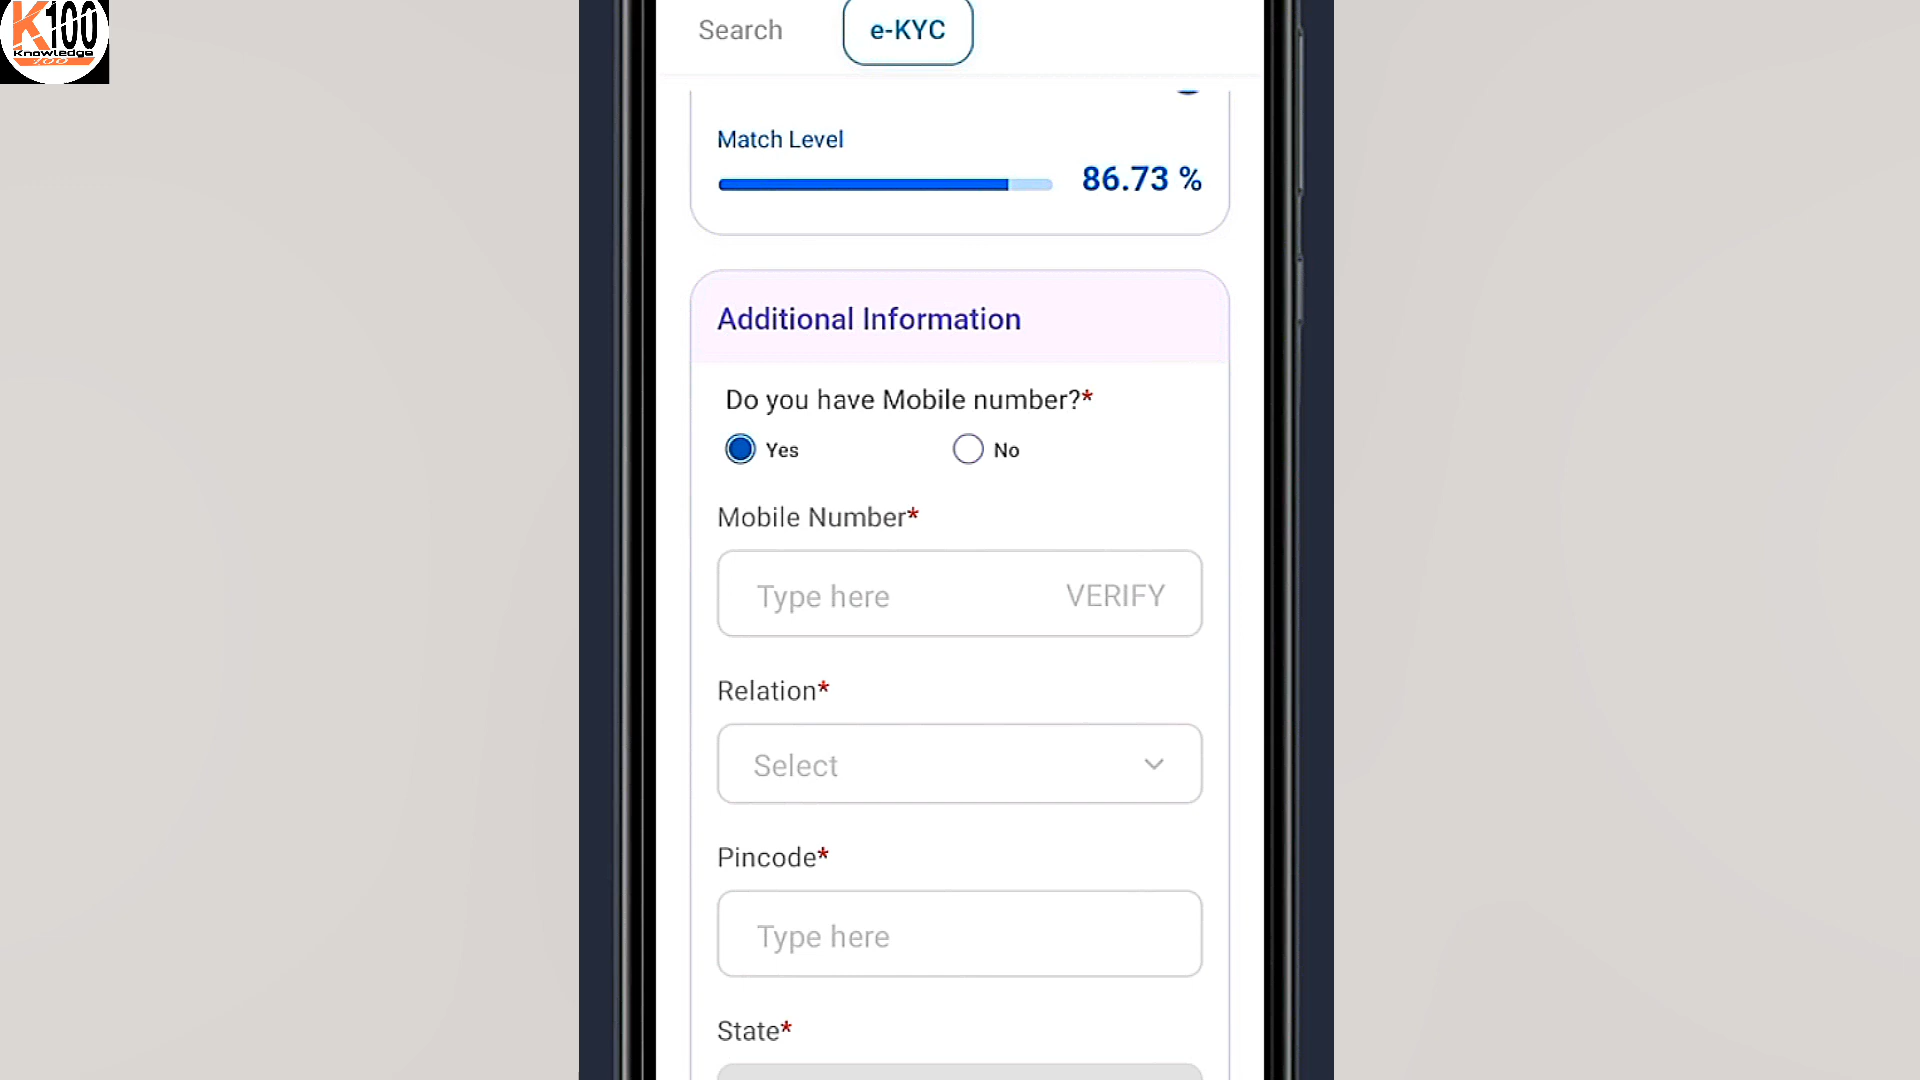 K100
Knowledge
100
Search
e-KYC
Match Level
86.73 %
Additional Information
Do you have Mobile number?*
Yes
No
Mobile Number*
Type here
VERIFY
Relation*
Select
Pincode*
Type here
State*